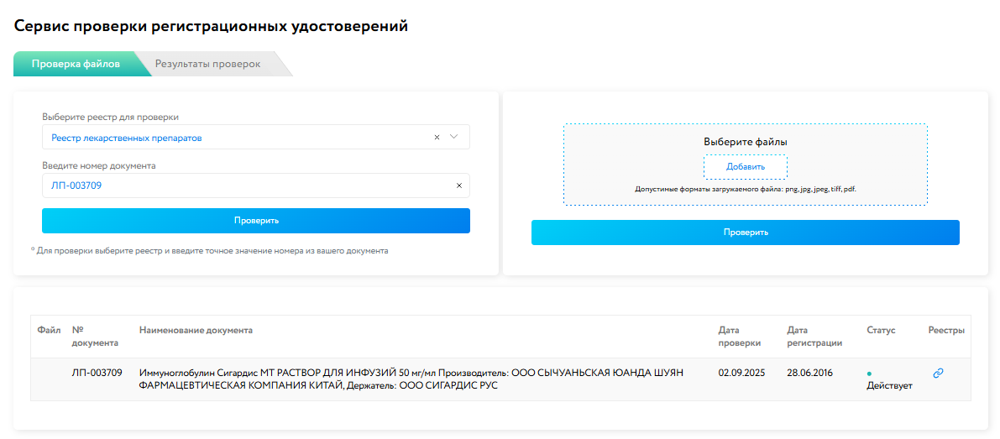 Сервис проверки регистрационных удостоверений
Проверка файлов
Результаты проверок
Выберите реестр для проверки
Реестр лекарственных препаратов
Введите номер документа
ЛП-003709
Проверить
* Для проверки выберите реестр и введите точное значение номера из вашего документа
Выберите файлы
Добавить
Допустимые форматы загружаемого файла: png, jpg, jpeg, tiff, pdf.
Проверить
Файл
№
документа
Наименование документа
Дата
проверки
Дата
регистрации
Статус
Реестры
ЛП-003709
Иммуноглобулин Сигардис МТ РАСТВОР ДЛЯ ИНФУЗИЙ 50 мг/мл Производитель: ООО СЫЧУАНЬСКАЯ ЮАНДА ШУЯН
ФАРМАЦЕВТИЧЕСКАЯ КОМПАНИЯ КИТАЙ, Держатель: ООО СИГАРДИС РУС
02.09.2025
28.06.2016
Действует